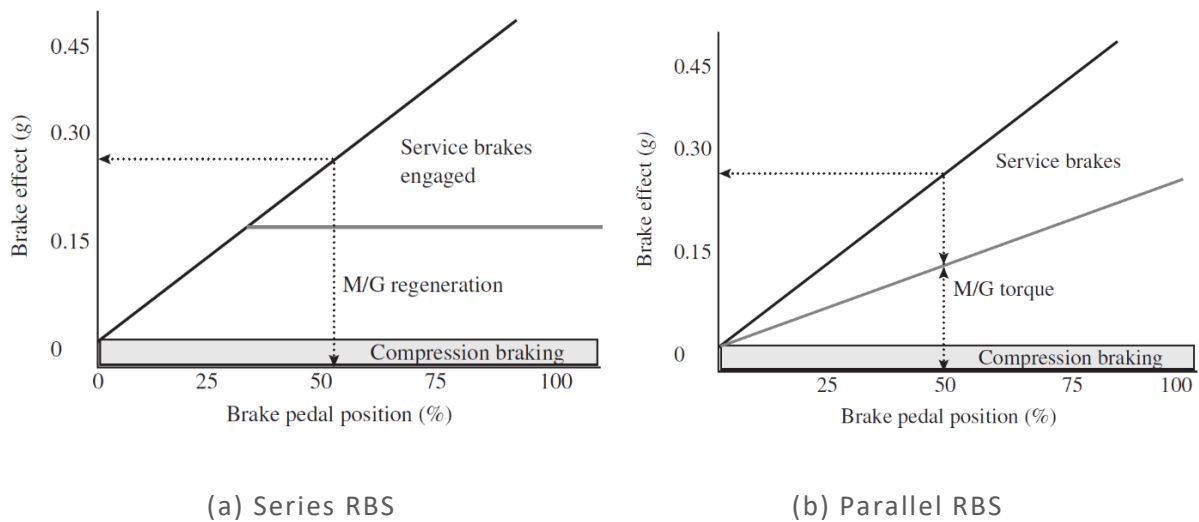 0.45
0.30
0.15
0
Brake effect (g)
Service brakes
engaged
M/G regeneration
Compression braking
0 25 50 75 100
Brake pedal position (%)
(a) Series RBS
0.45
0.30
0.15
0
Brake effect (g)
Service brakes
M/G torque
Compression braking
25 50 75 100
Brake pedal position (%)
(b) Parallel RBS